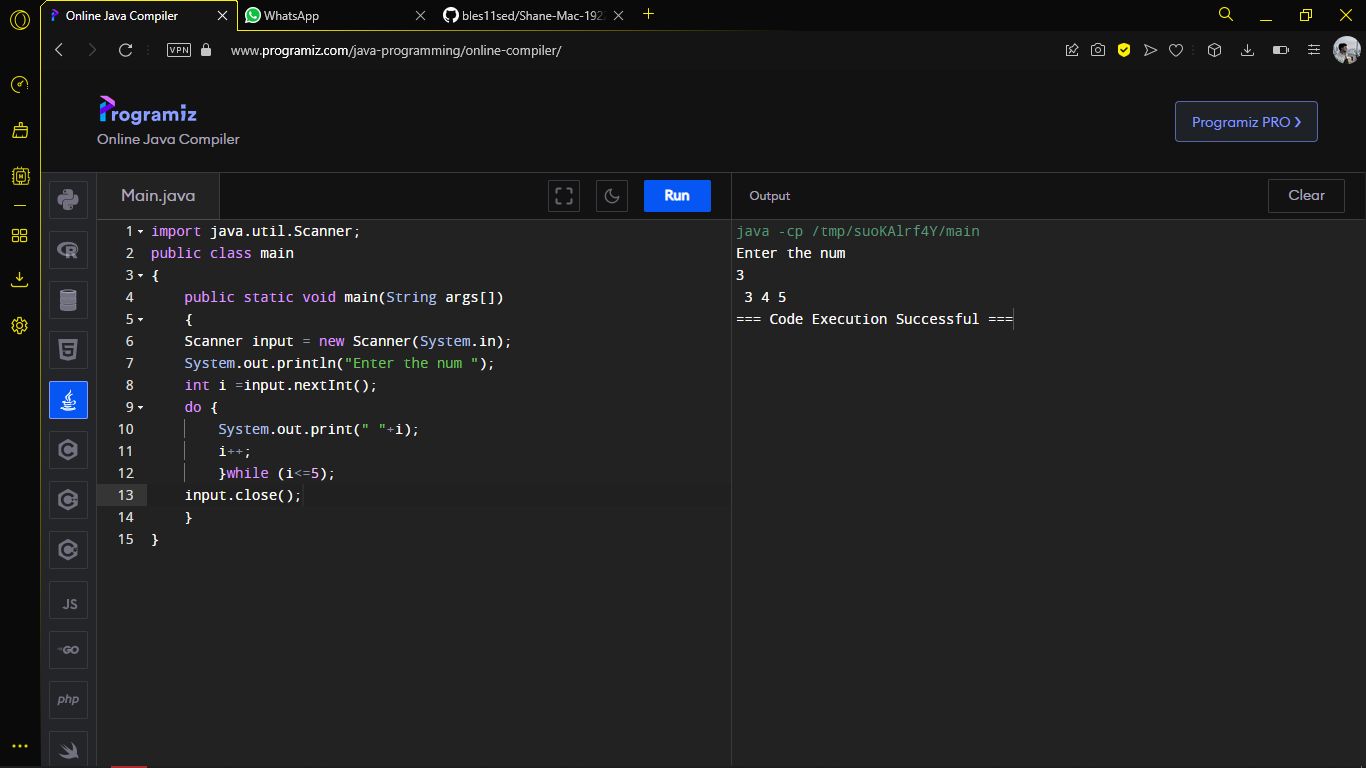 Online Java Compiler
WhatsApp
bles11sed/Shane-Mac-192
VPN
www.programiz.com/java-programming/online-compiler/
Programiz
Online Java Compiler
Programiz PRO ❯
Main.java
Run
Output
Clear
1 import java.util.Scanner;
2 public class main
3 {
4 public static void main(String args[])
5 {
6 Scanner input = new Scanner(System.in);
7 System.out.println("Enter the num ");
8 int i =input.nextInt();
9 do {
10 System.out.print(" "+i);
11 i++;
12 }while (i<=5);
13 input.close();
14 }
15 }
java -cp /tmp/suoKAlrf4Y/main
Enter the num
3
3 4 5
=== Code Execution Successful ===
JS
GO
php